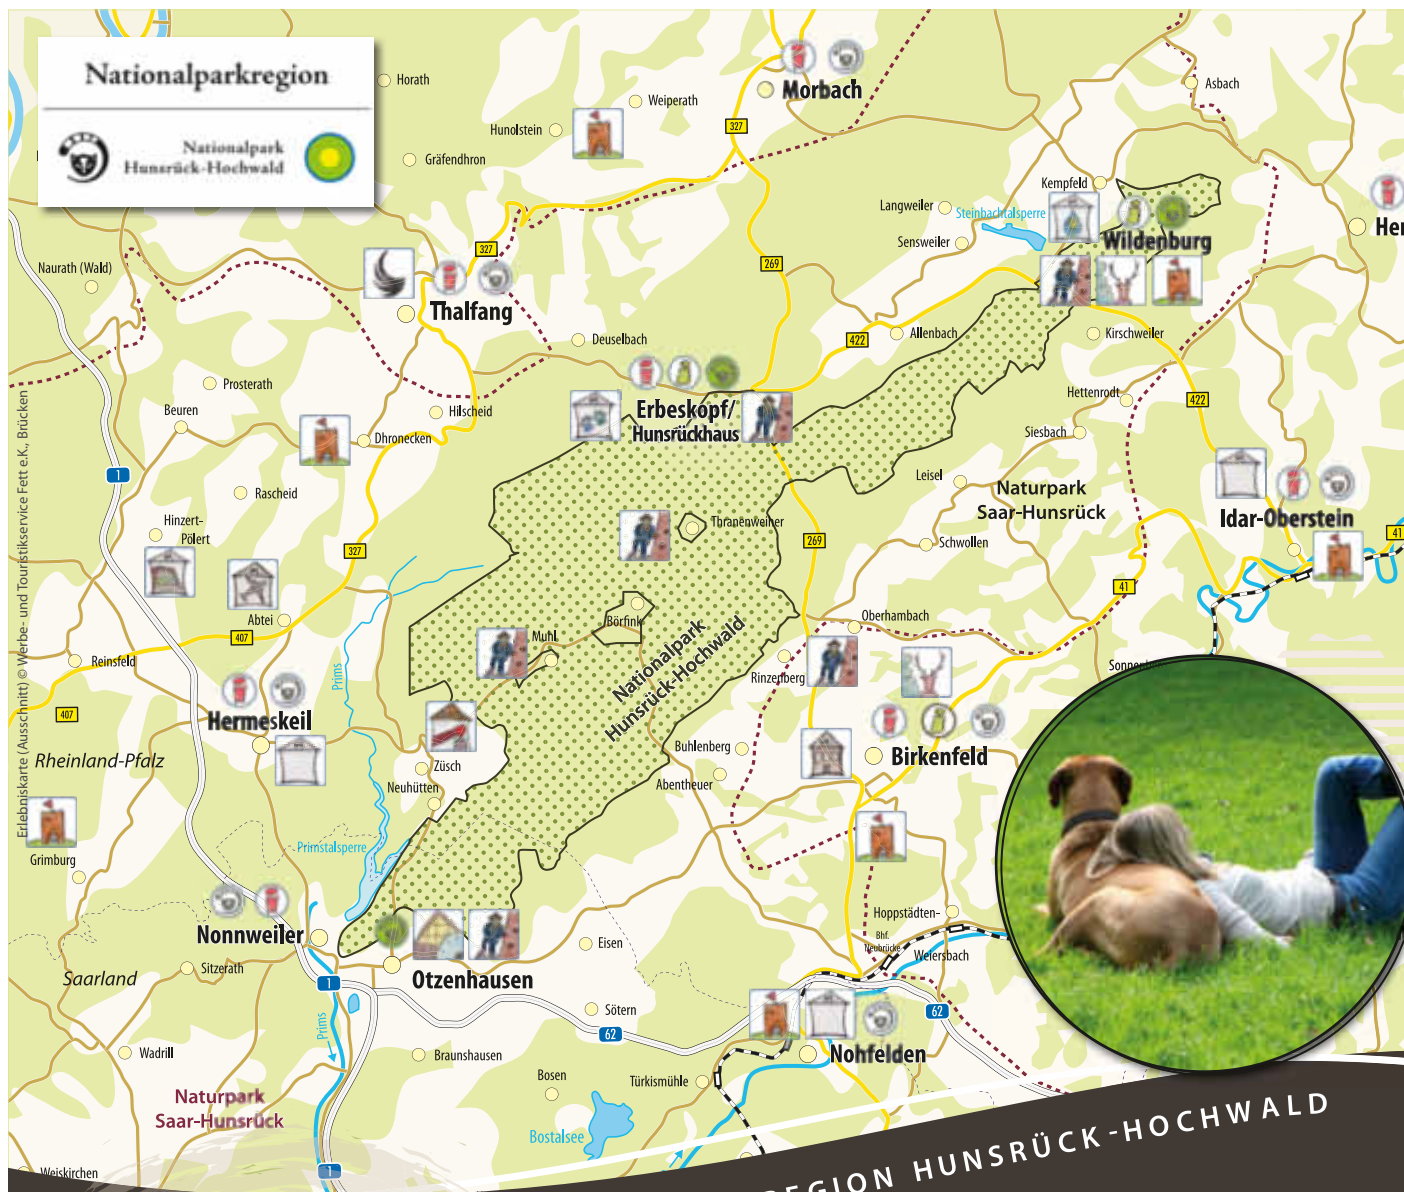 Nationalparkregion
Nationalpark
Hunsrück-Hochwald
Horath
Weiperath
Hunolstein
Gräfendhron
327
Morbach
Asbach
Kempfeld
Langweiler
Steinbachtalsperre
Sensweiler
Wildenburg
Naurath (Wald)
327
269
Thalfang
Deuselbach
422
Allenbach
Kirschweiler
Prosterath
Beuren
Hilscheid
Dhronecken
Erbeskopf/
Hunsrückhaus
Hettenrodt
422
Siesbach
1
Rascheid
Leisel
Naturpark
Saar-Hunsrück
Idar-Oberstein
Hinzert-
Pölert
Thranenweiher
269
Schwollen
41
327
41
Abtei
407
Börfink
Oberhambach
Muhl
Reinsfeld
Prims
Nationalpark
Hunsrück-Hochwald
Rinzenberg
407
Hermeskeil
Rheinland-Pfalz
Züsch
Neuhütten
Buhlenberg
Abentheuer
Birkenfeld
Grimburg
Primstalsperre
Erlebniskarte (Ausschnitt) © Werbe- und Touristikservice Fett e.K., Brücken
Nonnweiler
Hoppstädten-
Bhf.
Neubrücke
Weiersbach
Eisen
Saarland
Sitzerath
Otzenhausen
1
Prims
Sötern
62
62
Wadrill
Braunshausen
Nohfelden
Bosen
Türkismühle
Naturpark
Saar-Hunsrück
Bostalsee
1
Weiskirchen
REGION HUNSRÜCK-HOCHWALD